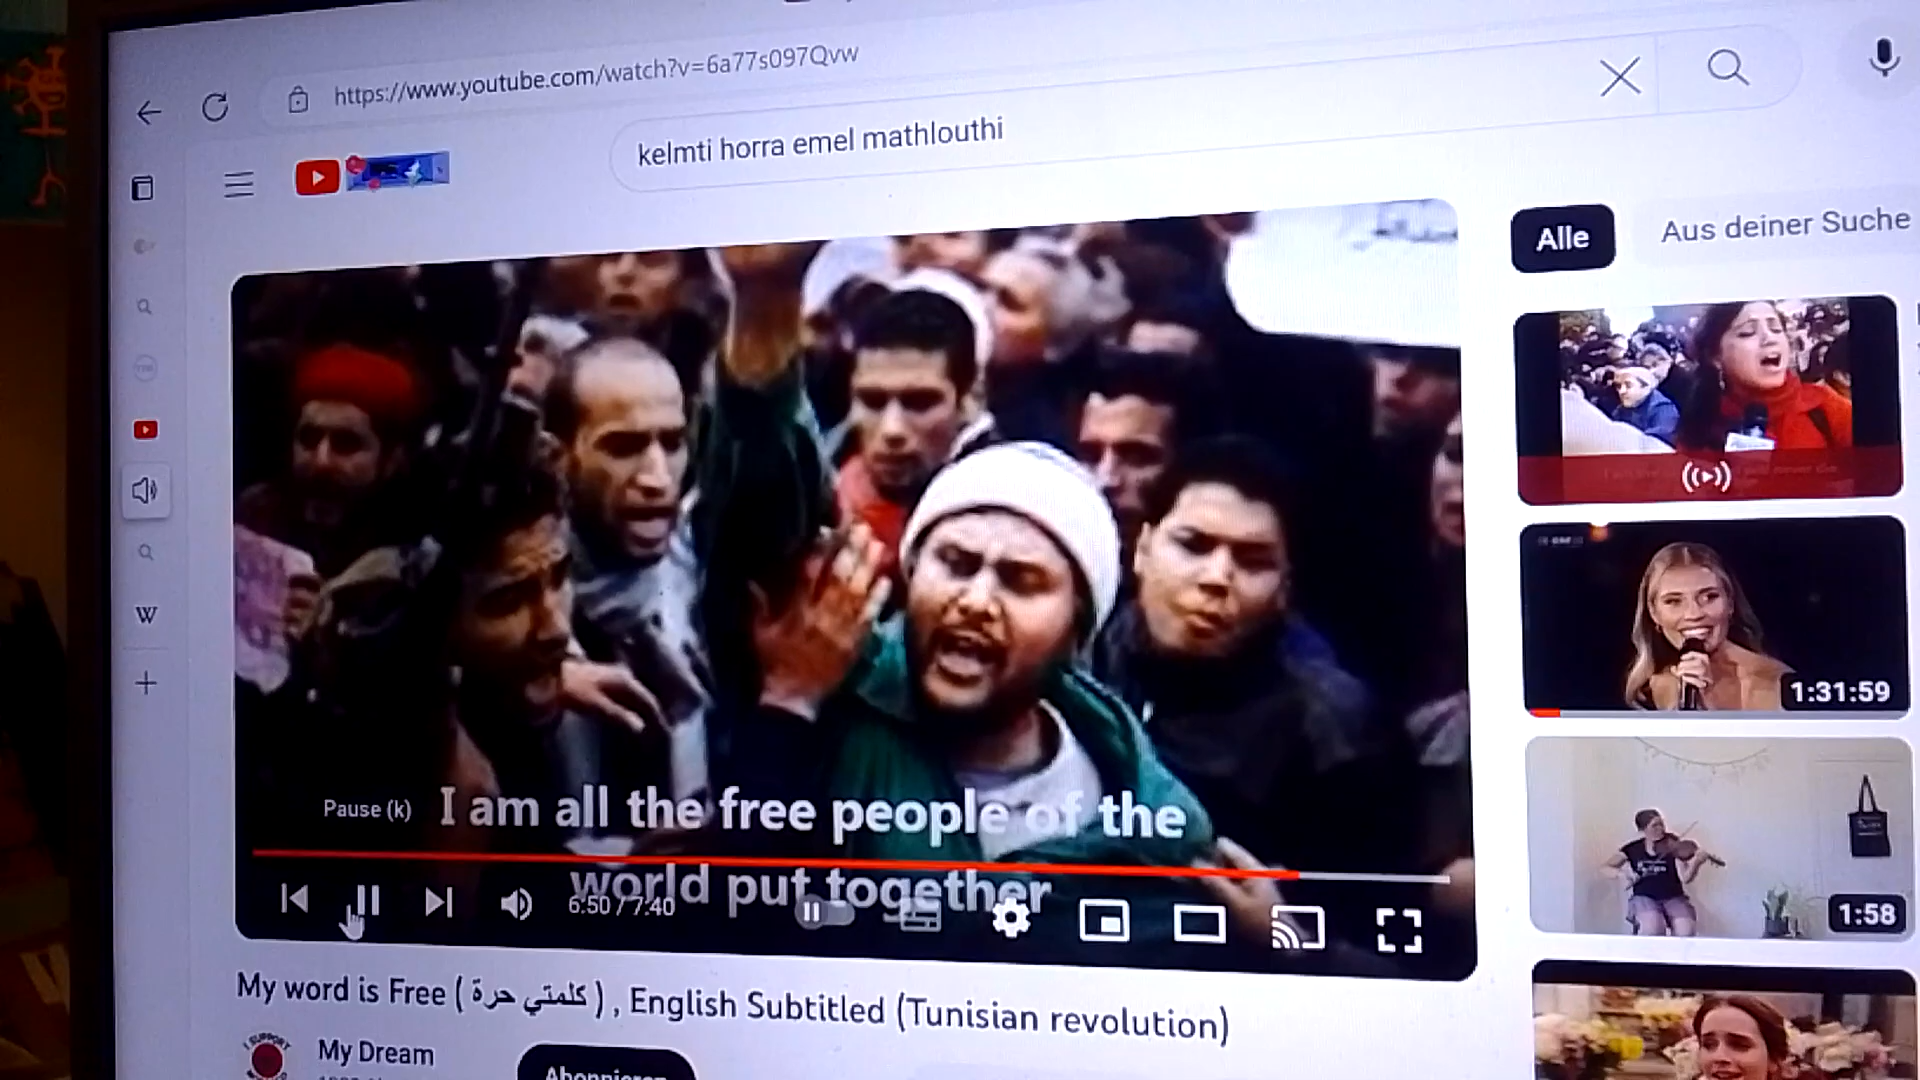 https://www.youtube.com/watch?v=6a77s097Qvw
kelmti horra emel mathlouthi
Alle
Aus deiner Suche
Pause (k)
I am all the free people of the
world put together
6:50 / 7:40
1:31:59
1:58
W
My word is Free (كلمتي حرة), English Subtitled (Tunisian revolution)
I SUPPORT
My Dream
Abonnieren